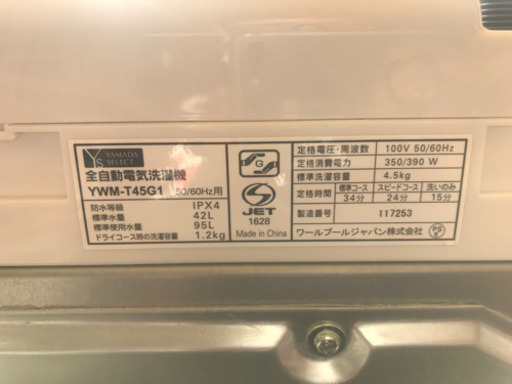 YAMADA
SELECT
全自動電気洗濯機
YWM-T45G1 50/60Hz用
防水等級 IPX4
標準水量 42L
標準使用水量 95L
ドライコース時の洗濯容量 1.2kg
S
G
JET
1628
Made in China
定格電圧・周波数 100V 50/60Hz
定格消費電力 350/390 W
標準洗濯容量 4.5kg
標準コース スピードコース 洗いのみ
34分 24分 15分
製造番号 117253
ワールプールジャパン株式会社
PS
E